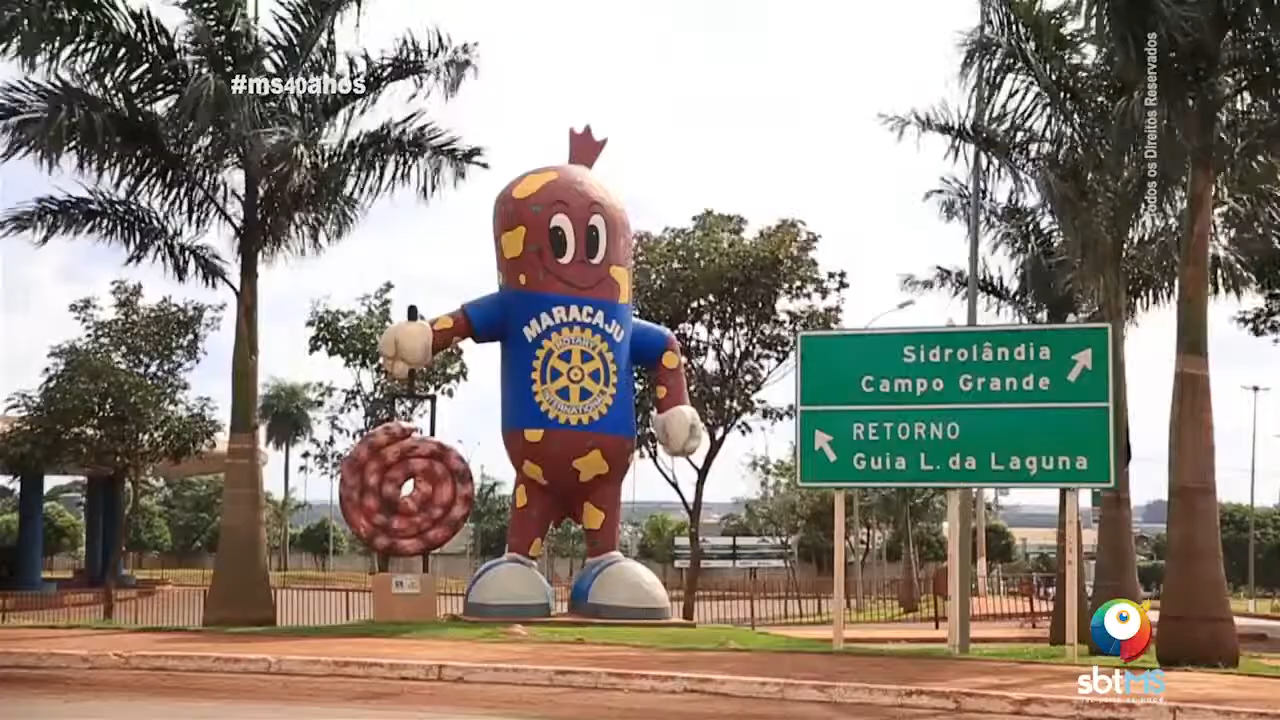 #ms40anos
Todos os Direitos Reservados
MARACAJU
ROTARY
INTERNATIONAL
Sidrolândia
Campo Grande
RETORNO
Guia L. da Laguna
sbtMS